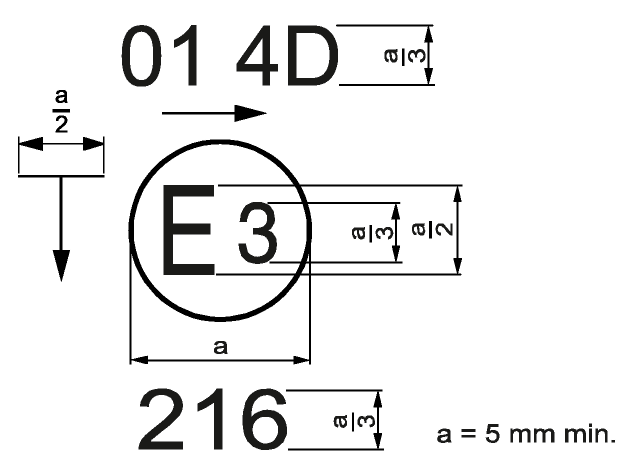 01 4D
a/3
a/2
E 3
a/3
a/2
a
216
a/3
a = 5 mm min.